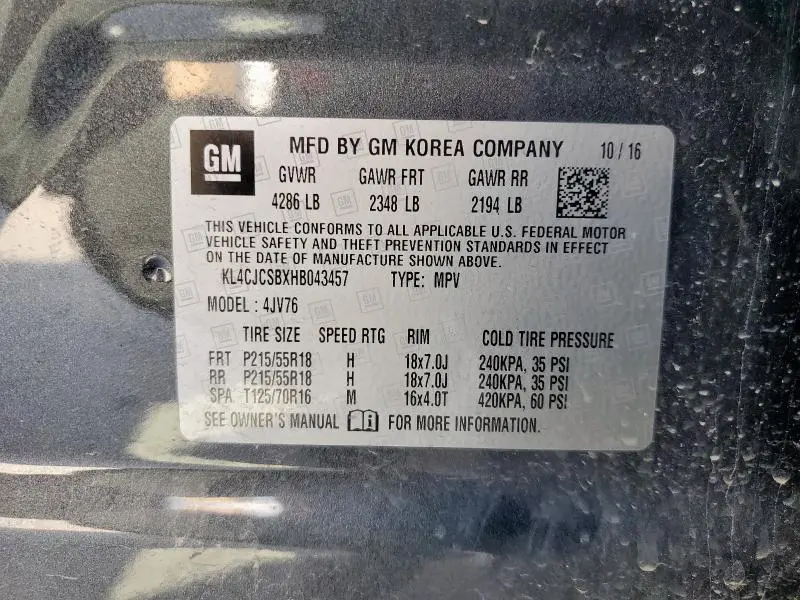 GM MFD BY GM KOREA COMPANY 10 / 16
GVWR GAWR FRT GAWR RR
4286 LB 2348 LB 2194 LB
THIS VEHICLE CONFORMS TO ALL APPLICABLE U.S. FEDERAL MOTOR
VEHICLE SAFETY AND THEFT PREVENTION STANDARDS IN EFFECT
ON THE DATE OF MANUFACTURE SHOWN ABOVE.
KL4CJCSBXHB043457 TYPE: MPV
MODEL : 4JV76
TIRE SIZE SPEED RTG RIM COLD TIRE PRESSURE
FRT P215/55R18 H 18x7.0J 240KPA, 35 PSI
RR P215/55R18 H 18x7.0J 240KPA, 35 PSI
SPA T125/70R16 M 16x4.0T 420KPA, 60 PSI
SEE OWNER'S MANUAL i FOR MORE INFORMATION.